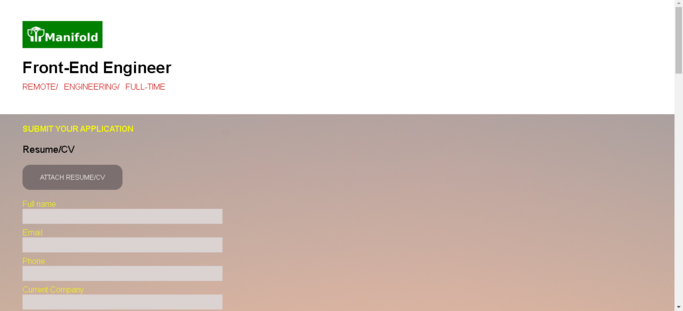 Manifold
Front-End Engineer
REMOTE/ ENGINEERING/ FULL-TIME
SUBMIT YOUR APPLICATION
Resume/CV
ATTACH RESUME/CV
Full name
Email
Phone
Current Company